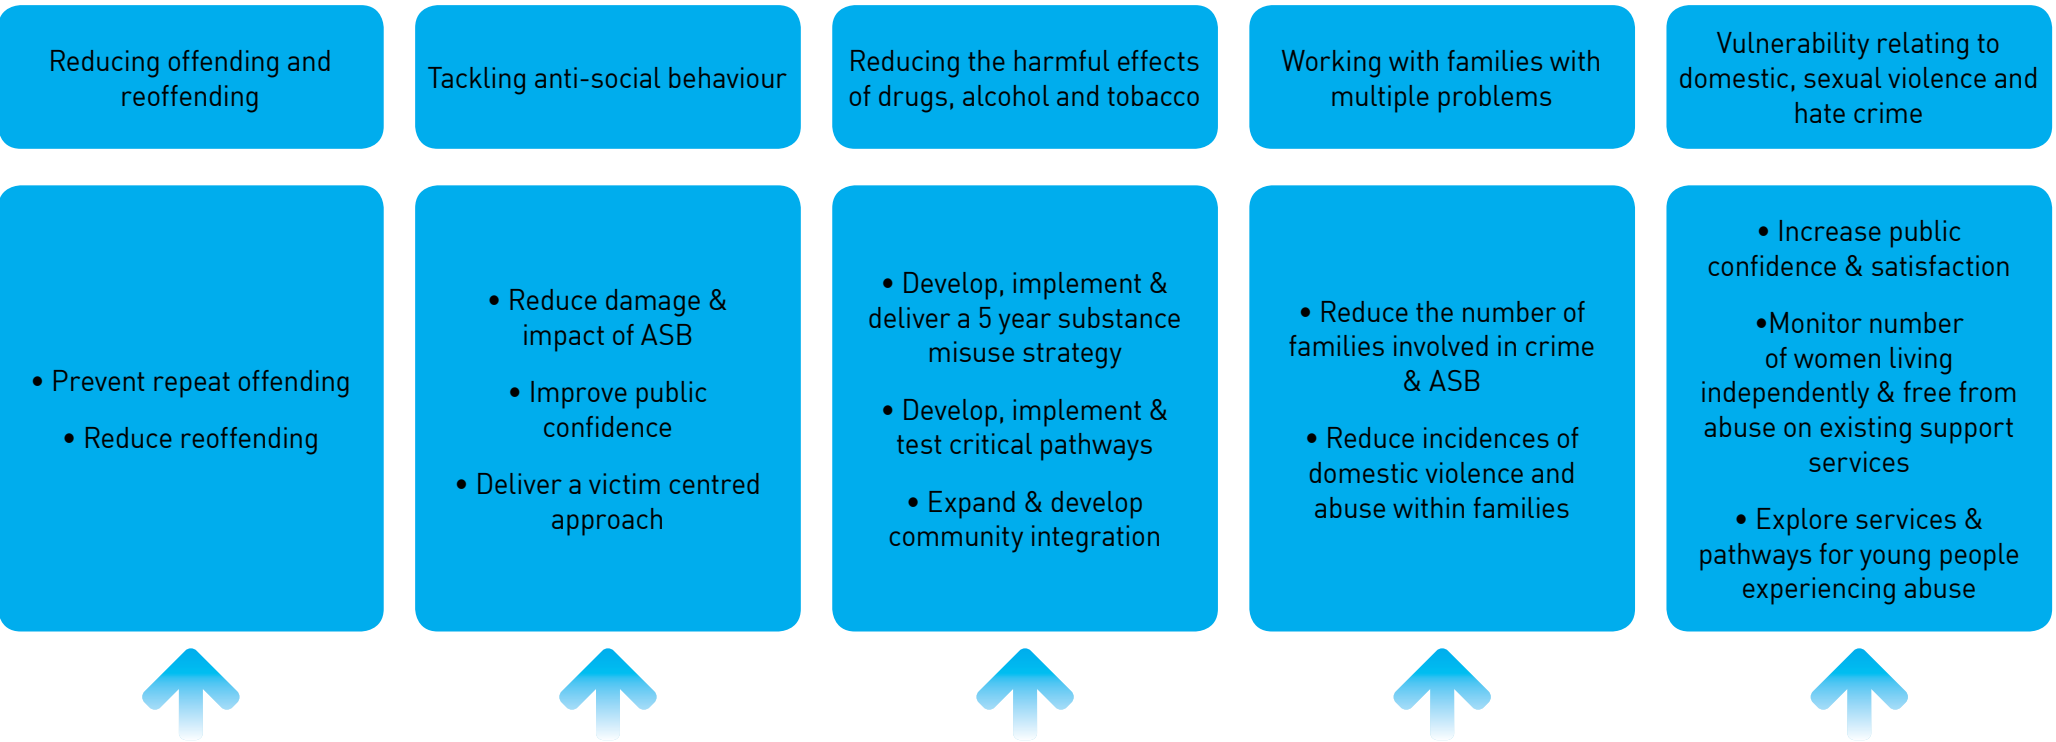 Reducing offending and
reoffending
Tackling anti-social behaviour
Reducing the harmful effects
of drugs, alcohol and tobacco
Working with families with
multiple problems
Vulnerability relating to
domestic, sexual violence and
hate crime
• Prevent repeat offending
• Reduce reoffending
• Reduce damage &
impact of ASB
• Improve public
confidence
• Deliver a victim centred
approach
• Develop, implement &
deliver a 5 year substance
misuse strategy
• Develop, implement &
test critical pathways
• Expand & develop
community integration
• Reduce the number of
families involved in crime
& ASB
• Reduce incidences of
domestic violence and
abuse within families
• Increase public
confidence & satisfaction
•Monitor number
of women living
independently & free from
abuse on existing support
services
• Explore services &
pathways for young people
experiencing abuse